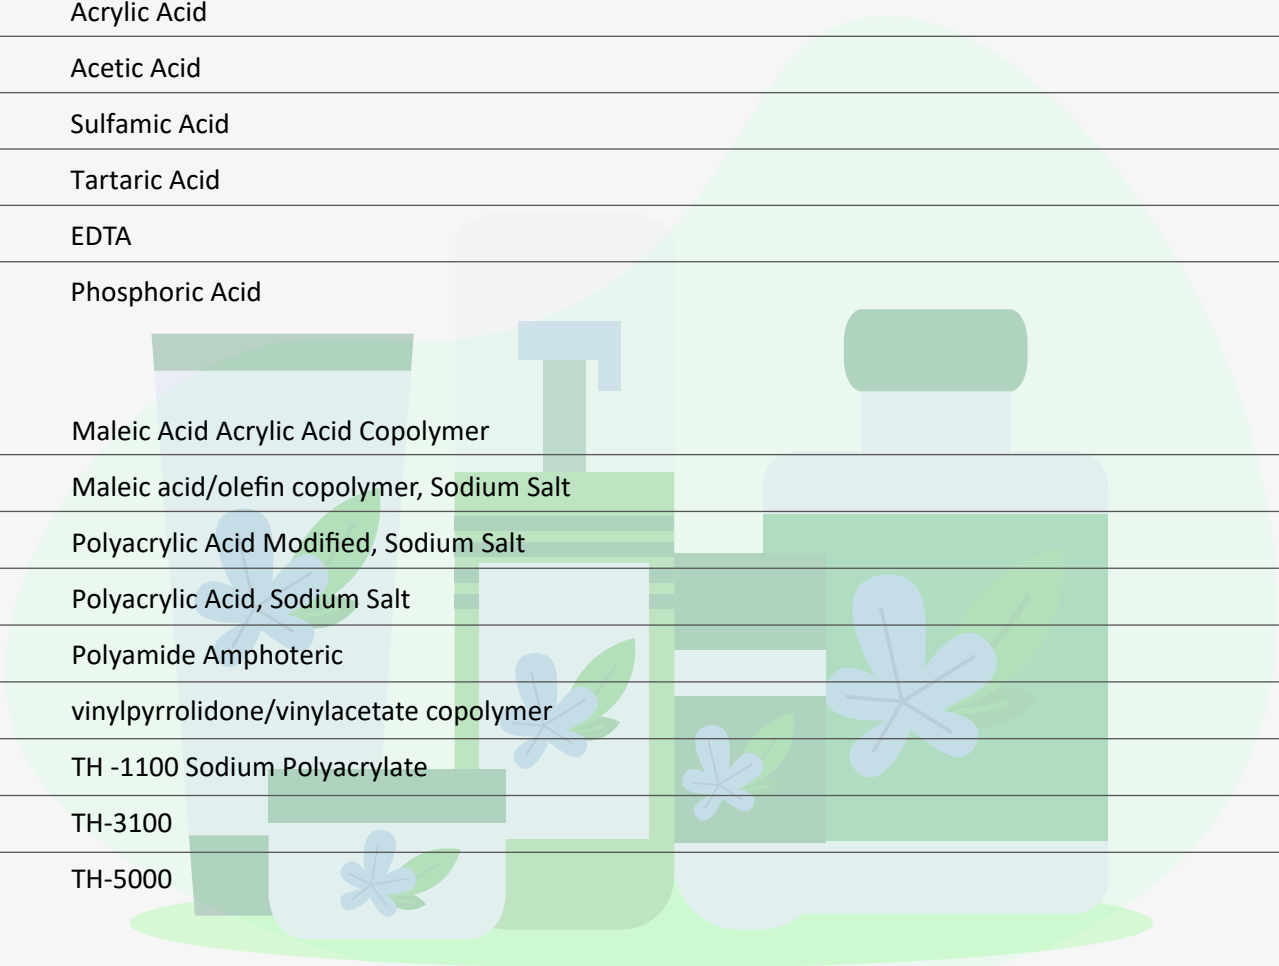 Acrylic Acid
Acetic Acid
Sulfamic Acid
Tartaric Acid
EDTA
Phosphoric Acid
Maleic Acid Acrylic Acid Copolymer
Maleic acid/olefin copolymer, Sodium Salt
Polyacrylic Acid Modified, Sodium Salt
Polyacrylic Acid, Sodium Salt
Polyamide Amphoteric
vinylpyrrolidone/vinylacetate copolymer
TH -1100 Sodium Polyacrylate
TH-3100
TH-5000